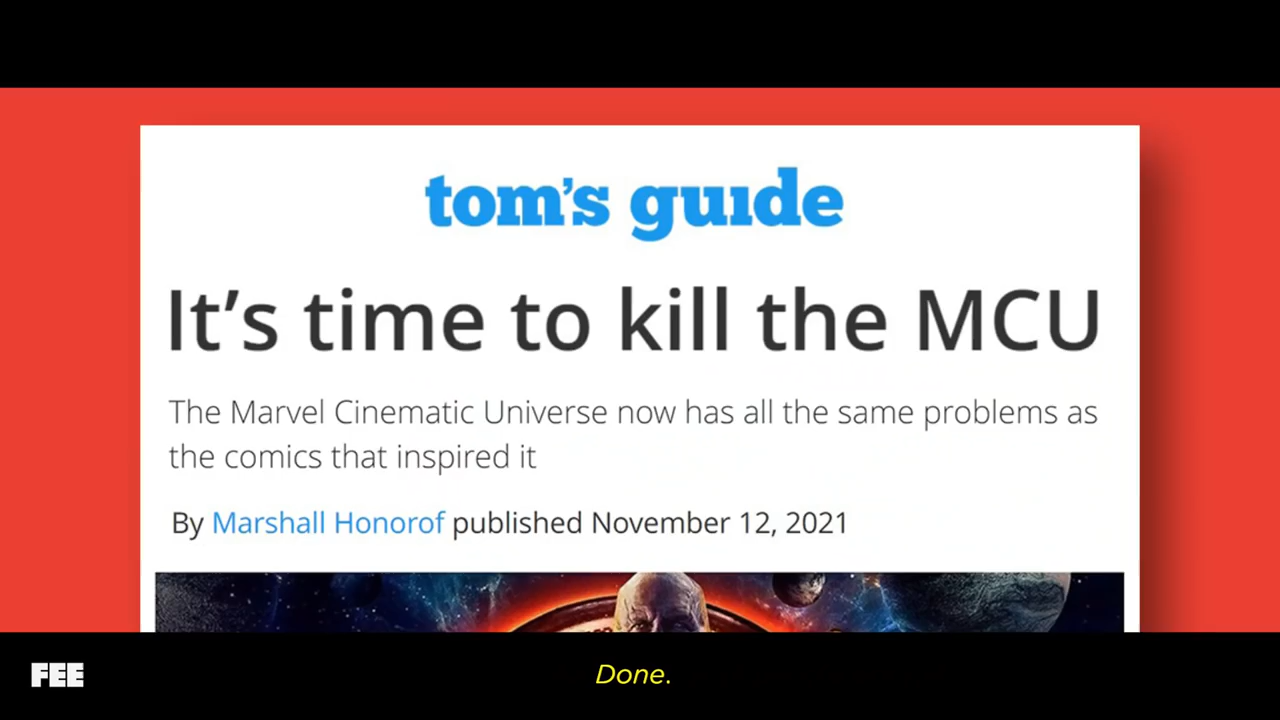 tom's guide
It's time to kill the MCU
The Marvel Cinematic Universe now has all the same problems as
the comics that inspired it
By Marshall Honorof published November 12, 2021
FEE
Done.